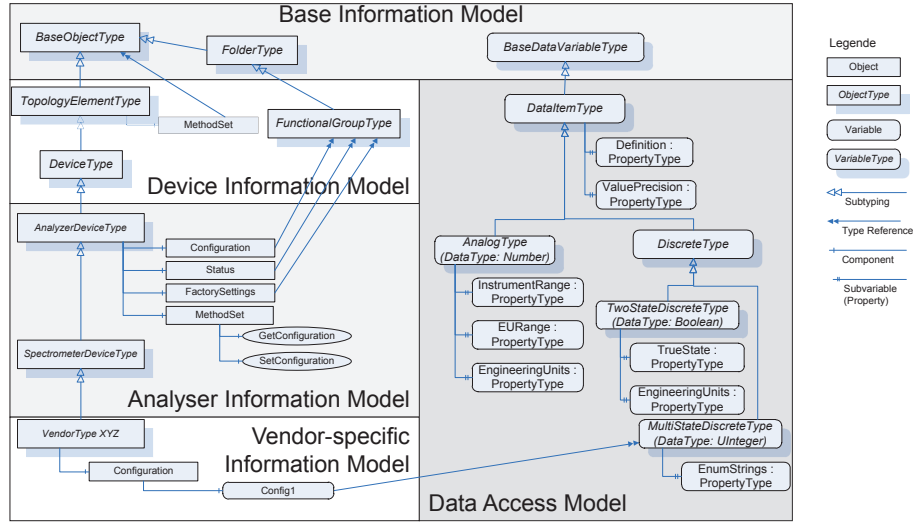 Base Information Model
BaseObjectType
FolderType
BaseDataVariableType
TopologyElementType
MethodSet
FunctionalGroupType
DeviceType
Device Information Model
AnalyzerDeviceType
Configuration
Status
FactorySettings
MethodSet
GetConfiguration
SetConfiguration
SpectrometerDeviceType
Analyser Information Model
VendorType XYZ
Vendor-specific
Information Model
Configuration
Config1
DataItemType
Definition :
PropertyType
ValuePrecision :
PropertyType
AnalogType
(DataType: Number)
InstrumentRange :
PropertyType
EURange :
PropertyType
EngineeringUnits :
PropertyType
DiscreteType
TwoStateDiscreteType
(DataType: Boolean)
TrueState :
PropertyType
EngineeringUnits :
PropertyType
MultiStateDiscreteType
(DataType: UInteger)
EnumStrings :
PropertyType
Data Access Model
Legende
Object
ObjectType
Variable
VariableType
Subtyping
Type Reference
Component
Subvariable
(Property)